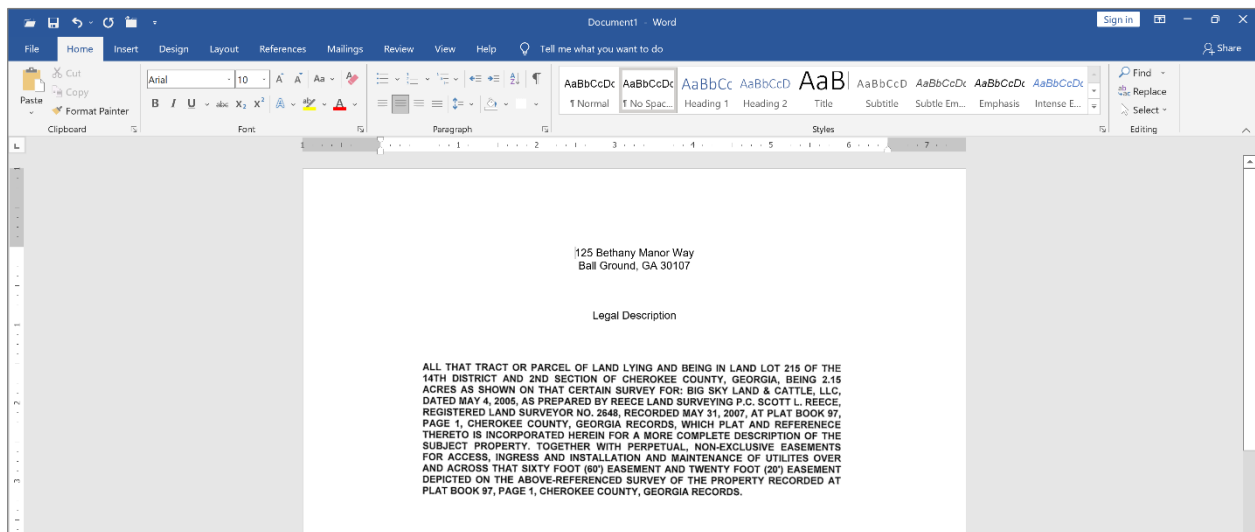 Document1 - Word
Sign in
File Home Insert Design Layout References Mailings Review View Help Tell me what you want to do Share
Paste
Cut
Copy
Format Painter
Clipboard
Arial 10
Font
Paragraph
AaBbCcDc AaBbCcDc AaBbCc AaBbCcD AaB AaBbCcD AaBbCcDc AaBbCcDc AaBbCcDc
¶ Normal ¶ No Spac... Heading 1 Heading 2 Title Subtitle Subtle Em... Emphasis Intense E...
Styles
Find
Replace
Select
Editing
1 1 2 3 4 5 6 7
125 Bethany Manor Way
Ball Ground, GA 30107
Legal Description
ALL THAT TRACT OR PARCEL OF LAND LYING AND BEING IN LAND LOT 215 OF THE
14TH DISTRICT AND 2ND SECTION OF CHEROKEE COUNTY, GEORGIA, BEING 2.15
ACRES AS SHOWN ON THAT CERTAIN SURVEY FOR: BIG SKY LAND & CATTLE, LLC,
DATED MAY 4, 2005, AS PREPARED BY REECE LAND SURVEYING P.C. SCOTT L. REECE,
REGISTERED LAND SURVEYOR NO. 2648, RECORDED MAY 31, 2007, AT PLAT BOOK 97,
PAGE 1, CHEROKEE COUNTY, GEORGIA RECORDS, WHICH PLAT AND REFERENECE
THERETO IS INCORPORATED HEREIN FOR A MORE COMPLETE DESCRIPTION OF THE
SUBJECT PROPERTY. TOGETHER WITH PERPETUAL, NON-EXCLUSIVE EASEMENTS
FOR ACCESS, INGRESS AND INSTALLATION AND MAINTENANCE OF UTILITES OVER
AND ACROSS THAT SIXTY FOOT (60') EASEMENT AND TWENTY FOOT (20') EASEMENT
DEPICTED ON THE ABOVE-REFERENCED SURVEY OF THE PROPERTY RECORDED AT
PLAT BOOK 97, PAGE 1, CHEROKEE COUNTY, GEORGIA RECORDS.